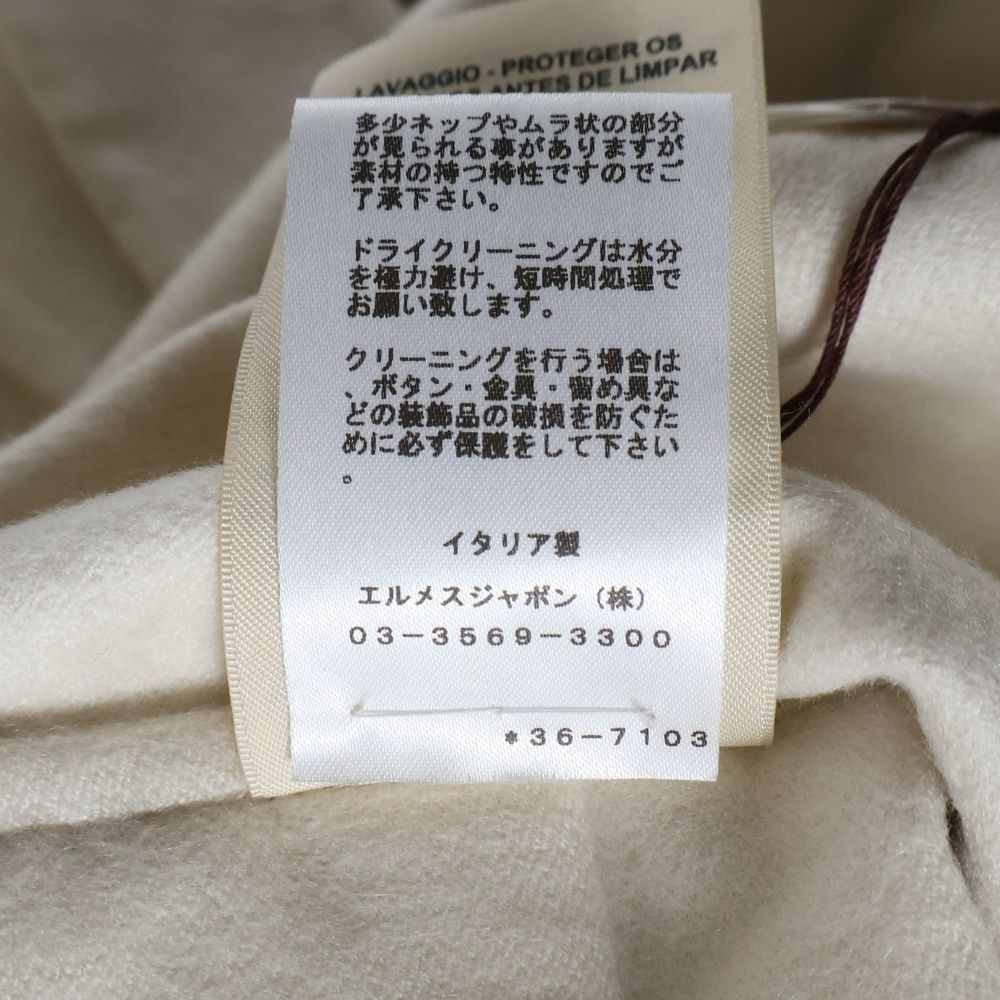 LAVAGGIO - PROTEGER OS
ANTES DE LIMPAR
多少ネップやムラ状の部分
が見られる事がありますが
素材の持つ特性ですのでご
了承下さい。
ドライクリーニングは水分
を極力避け、短時間処理で
お願い致します。
クリーニングを行う場合は
、ボタン・金具・留め具な
どの装飾品の破損を防ぐた
めに必ず保護をして下さい
。
イタリア製
エルメスジャポン（株）
03-3569-3300
*36-7103